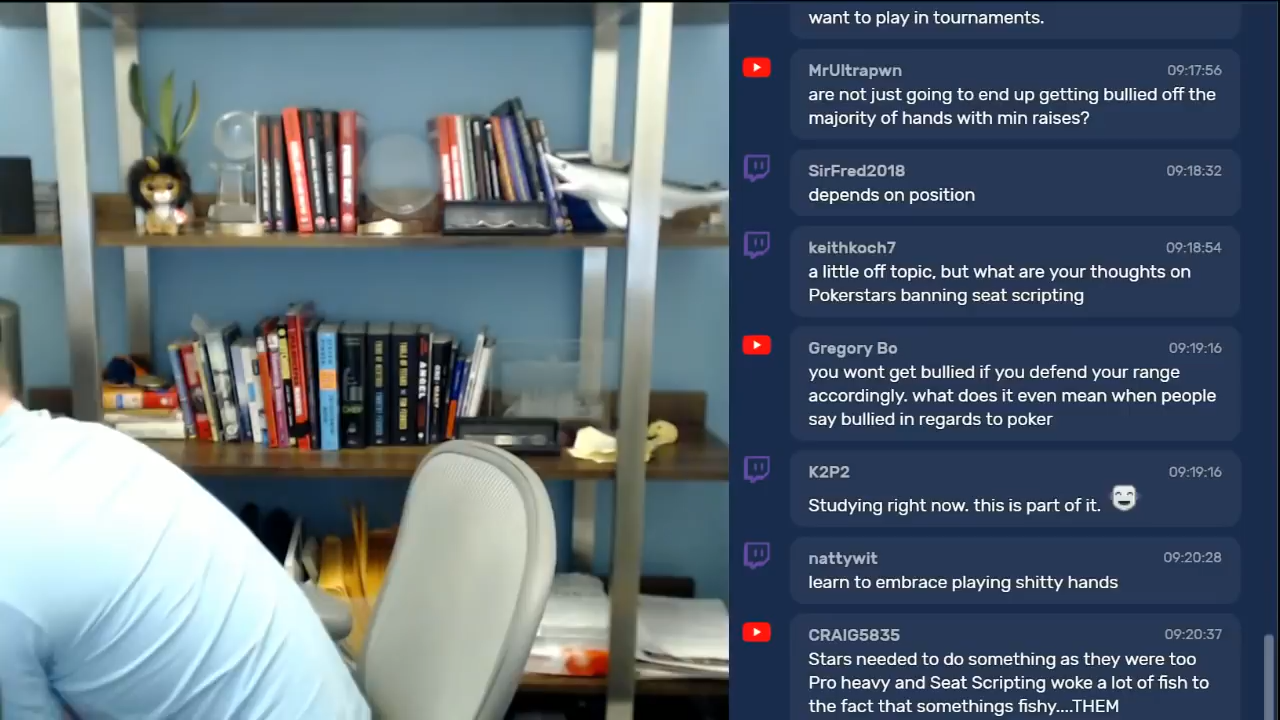 want to play in tournaments.
MrUltrapwn 09:17:56
are not just going to end up getting bullied off the
majority of hands with min raises?
SirFred2018 09:18:32
depends on position
keithkoch7 09:18:54
a little off topic, but what are your thoughts on
Pokerstars banning seat scripting
Gregory Bo 09:19:16
you wont get bullied if you defend your range
accordingly. what does it even mean when people
say bullied in regards to poker
K2P2 09:19:16
Studying right now. this is part of it.
nattywit 09:20:28
learn to embrace playing shitty hands
CRAIG5835 09:20:37
Stars needed to do something as they were too
Pro heavy and Seat Scripting woke a lot of fish to
the fact that somethings fishy....THEM
ANGEL